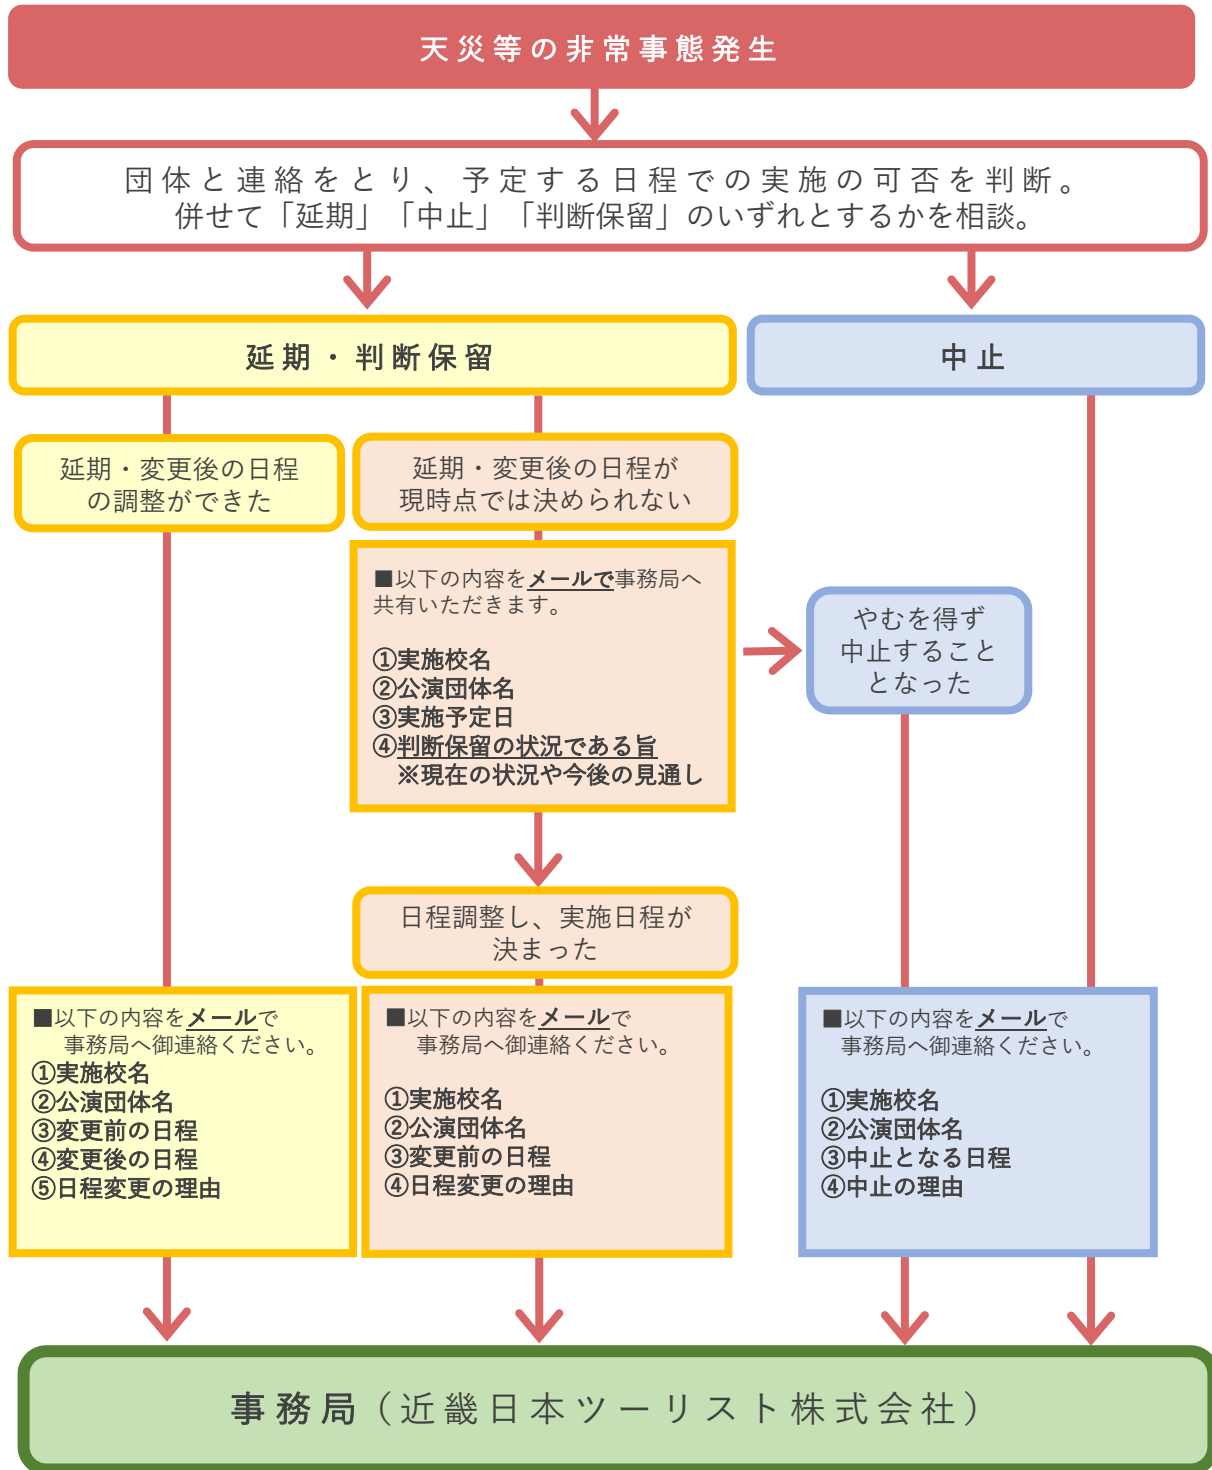 天災等の非常事態発生
団体と連絡をとり、予定する日程での実施の可否を判断。
併せて「延期」「中止」「判断保留」のいずれとするかを相談。
延期・判断保留
中止
延期・変更後の日程
の調整ができた
延期・変更後の日程が
現時点では決められない
■以下の内容をメールで事務局へ
共有いただきます。
①実施校名
②公演団体名
③実施予定日
④判断保留の状況である旨
※現在の状況や今後の見通し
やむを得ず
中止すること
となった
日程調整し、実施日程が
決まった
■以下の内容をメールで
事務局へ御連絡ください。
①実施校名
②公演団体名
③変更前の日程
④変更後の日程
⑤日程変更の理由
■以下の内容をメールで
事務局へ御連絡ください。
①実施校名
②公演団体名
③変更前の日程
④日程変更の理由
■以下の内容をメールで
事務局へ御連絡ください。
①実施校名
②公演団体名
③中止となる日程
④中止の理由
事務局（近畿日本ツーリスト株式会社）